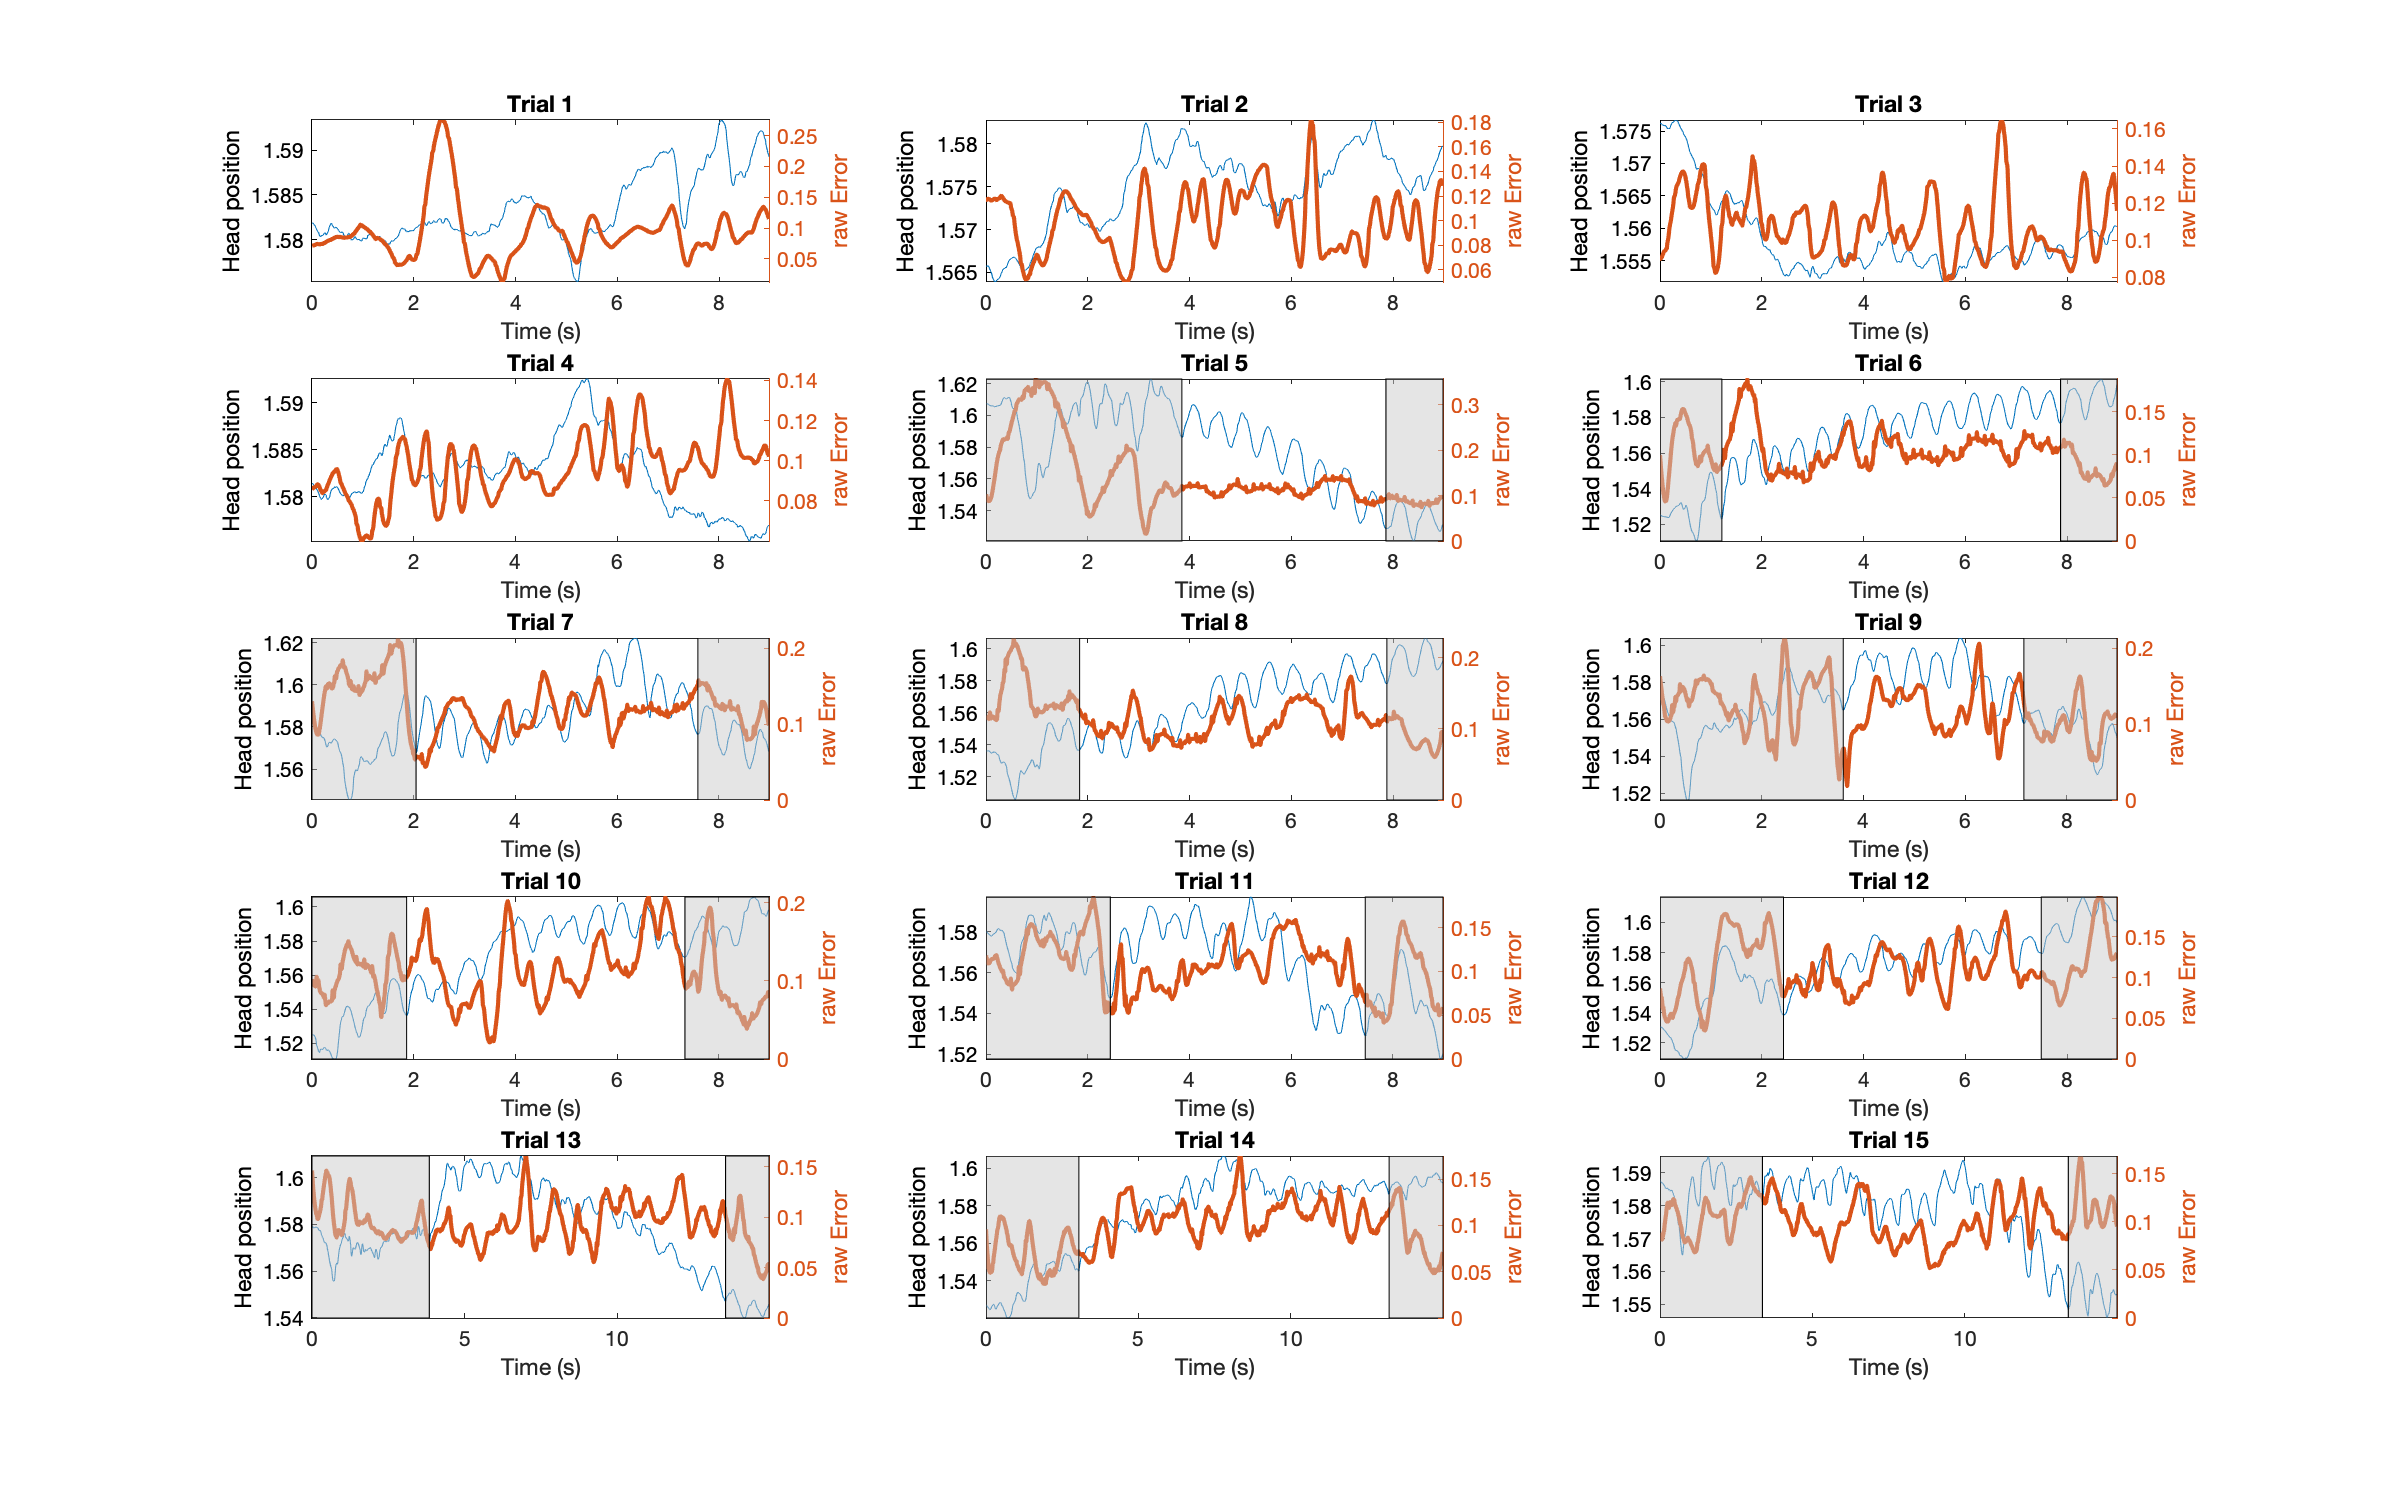 Trial 1
Head position
1.59
1.585
1.58
0.25
0.2
0.15
0.1
0.05
raw Error
0 2 4 6 8
Time (s)
Trial 2
Head position
1.58
1.575
1.57
1.565
0.18
0.16
0.14
0.12
0.1
0.08
0.06
raw Error
0 2 4 6 8
Time (s)
Trial 3
Head position
1.575
1.57
1.565
1.56
1.555
0.16
0.14
0.12
0.1
0.08
raw Error
0 2 4 6 8
Time (s)
Trial 4
Head position
1.59
1.585
1.58
0.14
0.12
0.1
0.08
raw Error
0 2 4 6 8
Time (s)
Trial 5
Head position
1.62
1.6
1.58
1.56
1.54
0.3
0.2
0.1
0
raw Error
0 2 4 6 8
Time (s)
Trial 6
Head position
1.6
1.58
1.56
1.54
1.52
0.15
0.1
0.05
0
raw Error
0 2 4 6 8
Time (s)
Trial 7
Head position
1.62
1.6
1.58
1.56
0.2
0.1
0
raw Error
0 2 4 6 8
Time (s)
Trial 8
Head position
1.6
1.58
1.56
1.54
1.52
0.2
0.1
0
raw Error
0 2 4 6 8
Time (s)
Trial 9
Head position
1.6
1.58
1.56
1.54
1.52
0.2
0.1
0
raw Error
0 2 4 6 8
Time (s)
Trial 10
Head position
1.6
1.58
1.56
1.54
1.52
0.2
0.1
0
raw Error
0 2 4 6 8
Time (s)
Trial 11
Head position
1.58
1.56
1.54
1.52
0.15
0.1
0.05
0
raw Error
0 2 4 6 8
Time (s)
Trial 12
Head position
1.6
1.58
1.56
1.54
1.52
0.15
0.1
0.05
0
raw Error
0 2 4 6 8
Time (s)
Trial 13
Head position
1.6
1.58
1.56
1.54
0.15
0.1
0.05
0
raw Error
0 5 10
Time (s)
Trial 14
Head position
1.6
1.58
1.56
1.54
0.15
0.1
0.05
0
raw Error
0 5 10
Time (s)
Trial 15
Head position
1.59
1.58
1.57
1.56
1.55
0.15
0.1
0.05
0
raw Error
0 5 10
Time (s)